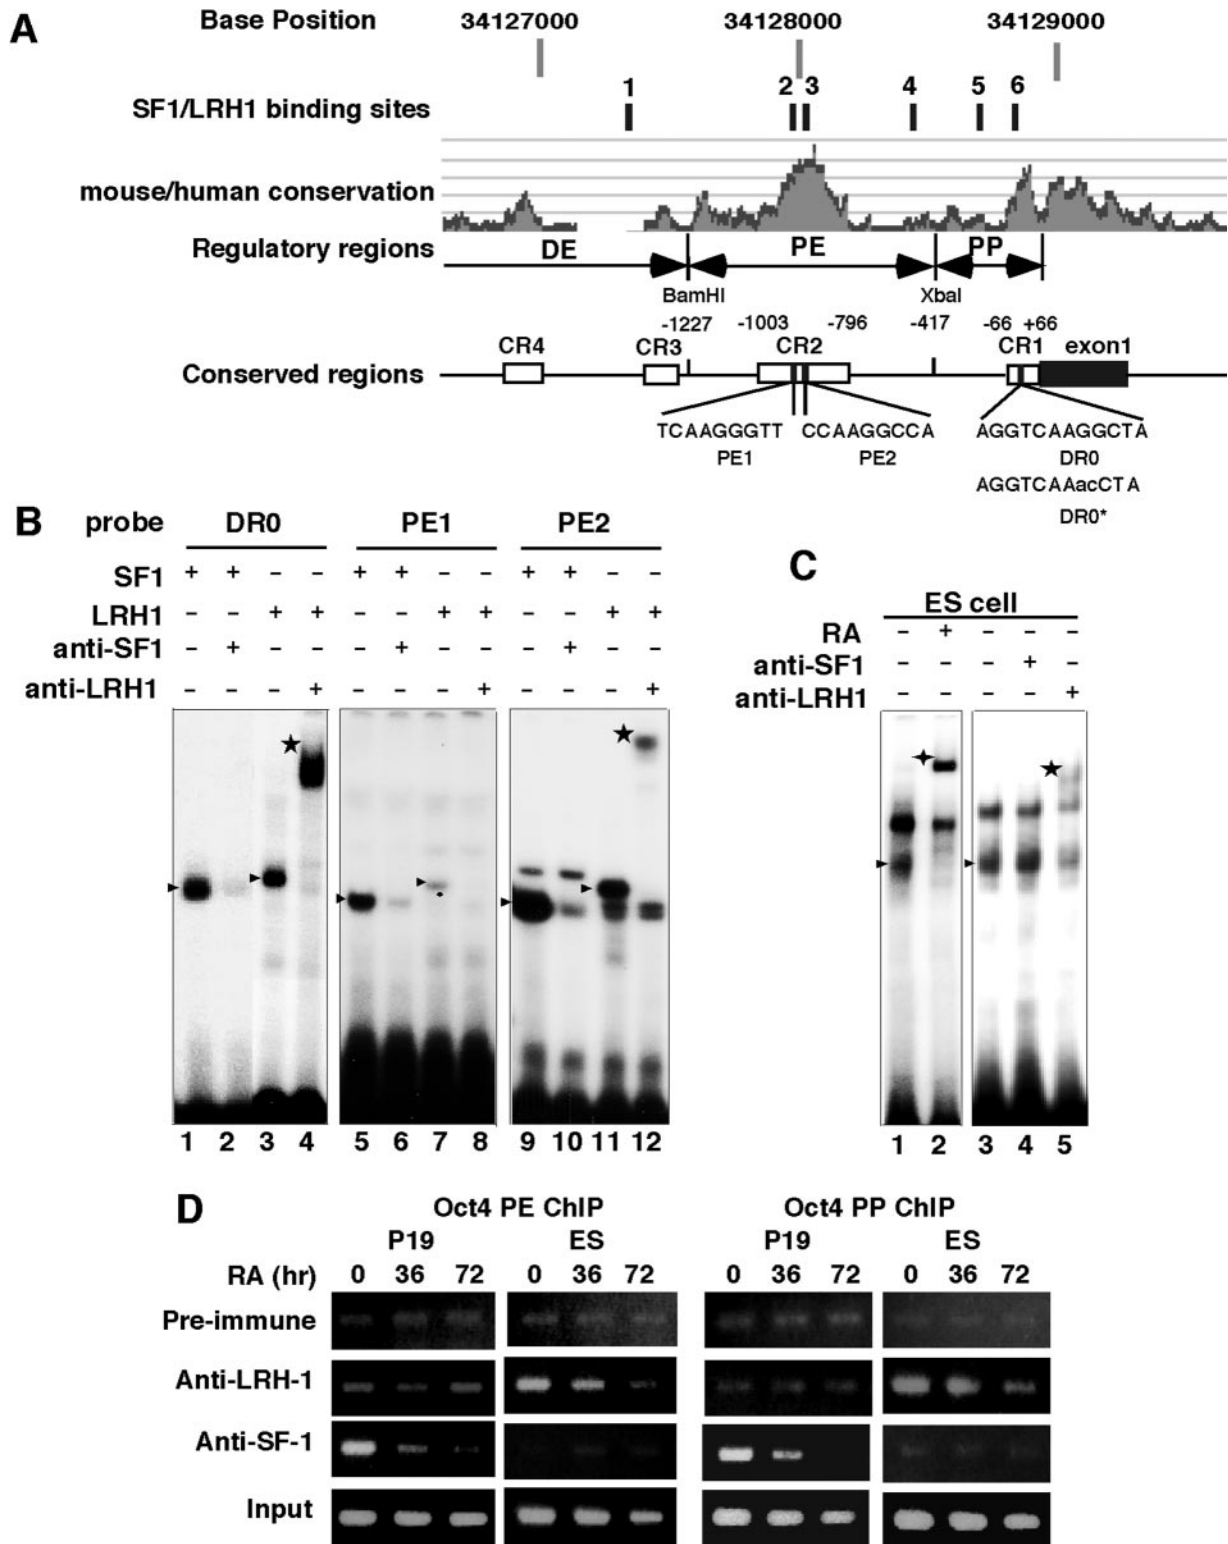 A
Base Position 34127000 34128000 34129000
1 2 3 4 5 6
SF1/LRH1 binding sites
mouse/human conservation
Regulatory regions DE PE PP
BamHI XbaI
-1227 -1003 -796 -417 -66 +66
CR4 CR3 CR2 CR1 exon1
Conserved regions
TCAAGGGTT CCAAGGCCA AGGTCAAGGCTA
PE1 PE2 DR0
AGGTCAAacCTA
DR0*
B probe DR0 PE1 PE2
SF1 + + - - + + - - + + - -
LRH1 - - + + - - + + - - + +
anti-SF1 - + - - - + - - - + - -
anti-LRH1 - - - + - - - + - - - +
1 2 3 4 5 6 7 8 9 10 11 12
C
ES cell
RA - + - - -
anti-SF1 - - - + -
anti-LRH1 - - - - +
1 2 3 4 5
D Oct4 PE ChIP Oct4 PP ChIP
P19 ES P19 ES
RA (hr) 0 36 72 0 36 72 0 36 72 0 36 72
Pre-immune
Anti-LRH-1
Anti-SF-1
Input